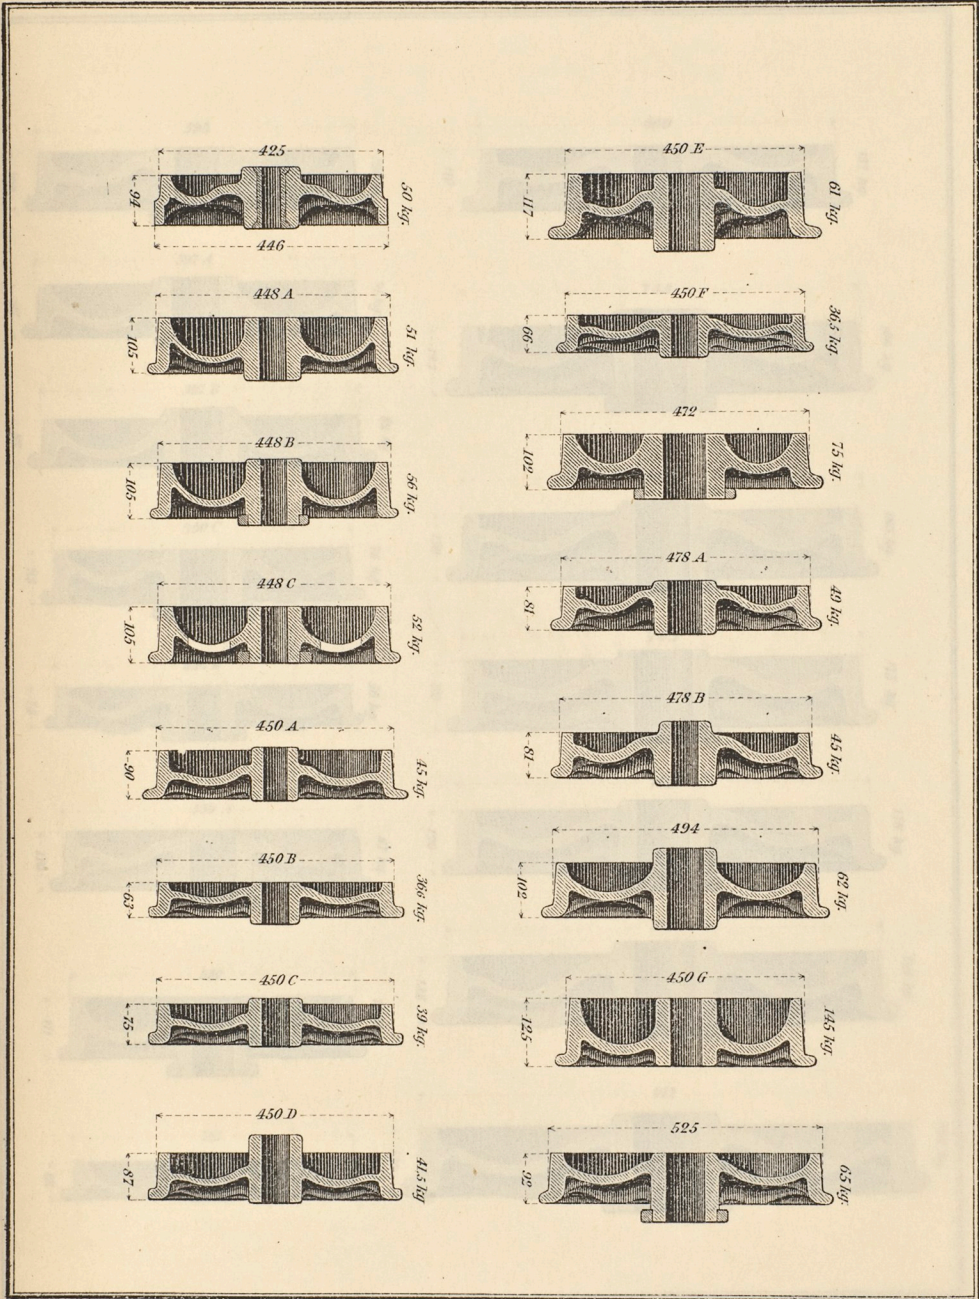 425
94
50 kg.
446
448 A
105
51 kg.
448 B
105
56 kg.
448 C
105
52 kg.
450 A
90
45 kg.
450 B
63
366 kg.
450 C
75
39 kg.
450 D
87
41.5 kg
450 E
117
61 kg.
450 F
66
36.5 kg.
472
102
75 kg.
478 A
81
49 kg
478 B
81
45 kg.
494
102
62 kg.
450 G
125
145 kg.
525
92
65 kg.